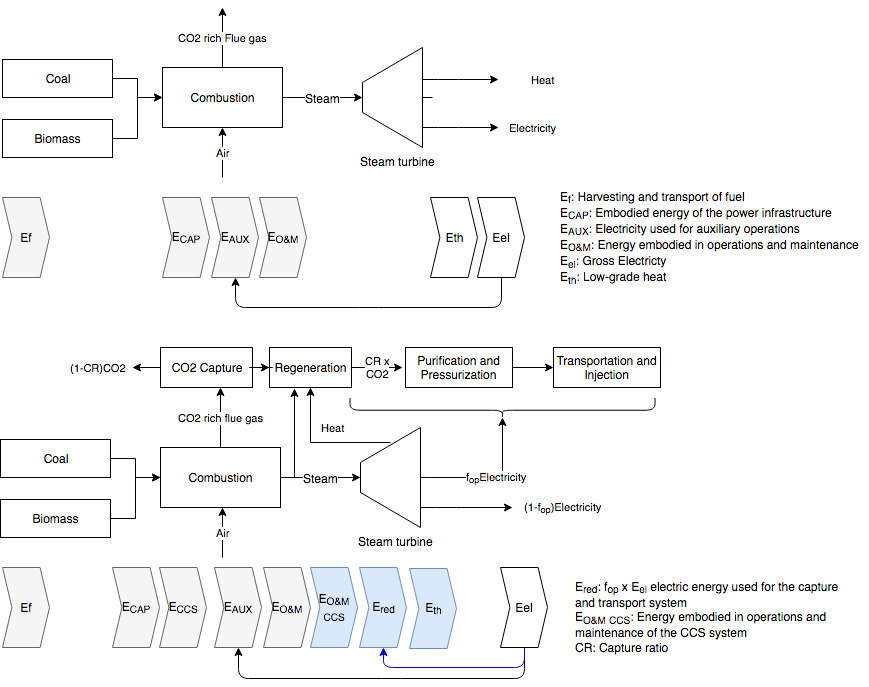 CO2 rich Flue gas
Coal
Combustion
Steam
Heat
Biomass
Electricity
Air
Steam turbine
Ef
ECAP
EAUX
EO&M
Eth
Eel
Ef: Harvesting and transport of fuel
ECAP: Embodied energy of the power infrastructure
EAUX: Electricity used for auxiliary operations
EO&M: Energy embodied in operations and maintenance
Eel: Gross Electricty
Eth: Low-grade heat
(1-CR)CO2
CO2 Capture
Regeneration
CR x
CO2
Purification and
Pressurization
Transportation and
Injection
CO2 rich flue gas
Heat
Coal
Combustion
Steam
fopElectricity
Biomass
(1-fop)Electricity
Air
Steam turbine
Ef
ECAP
ECCS
EAUX
EO&M
EO&M
CCS
Ered
Eth
Eel
Ered: fop x Eel electric energy used for the capture
and transport system
EO&M CCS: Energy embodied in operations and
maintenance of the CCS system
CR: Capture ratio